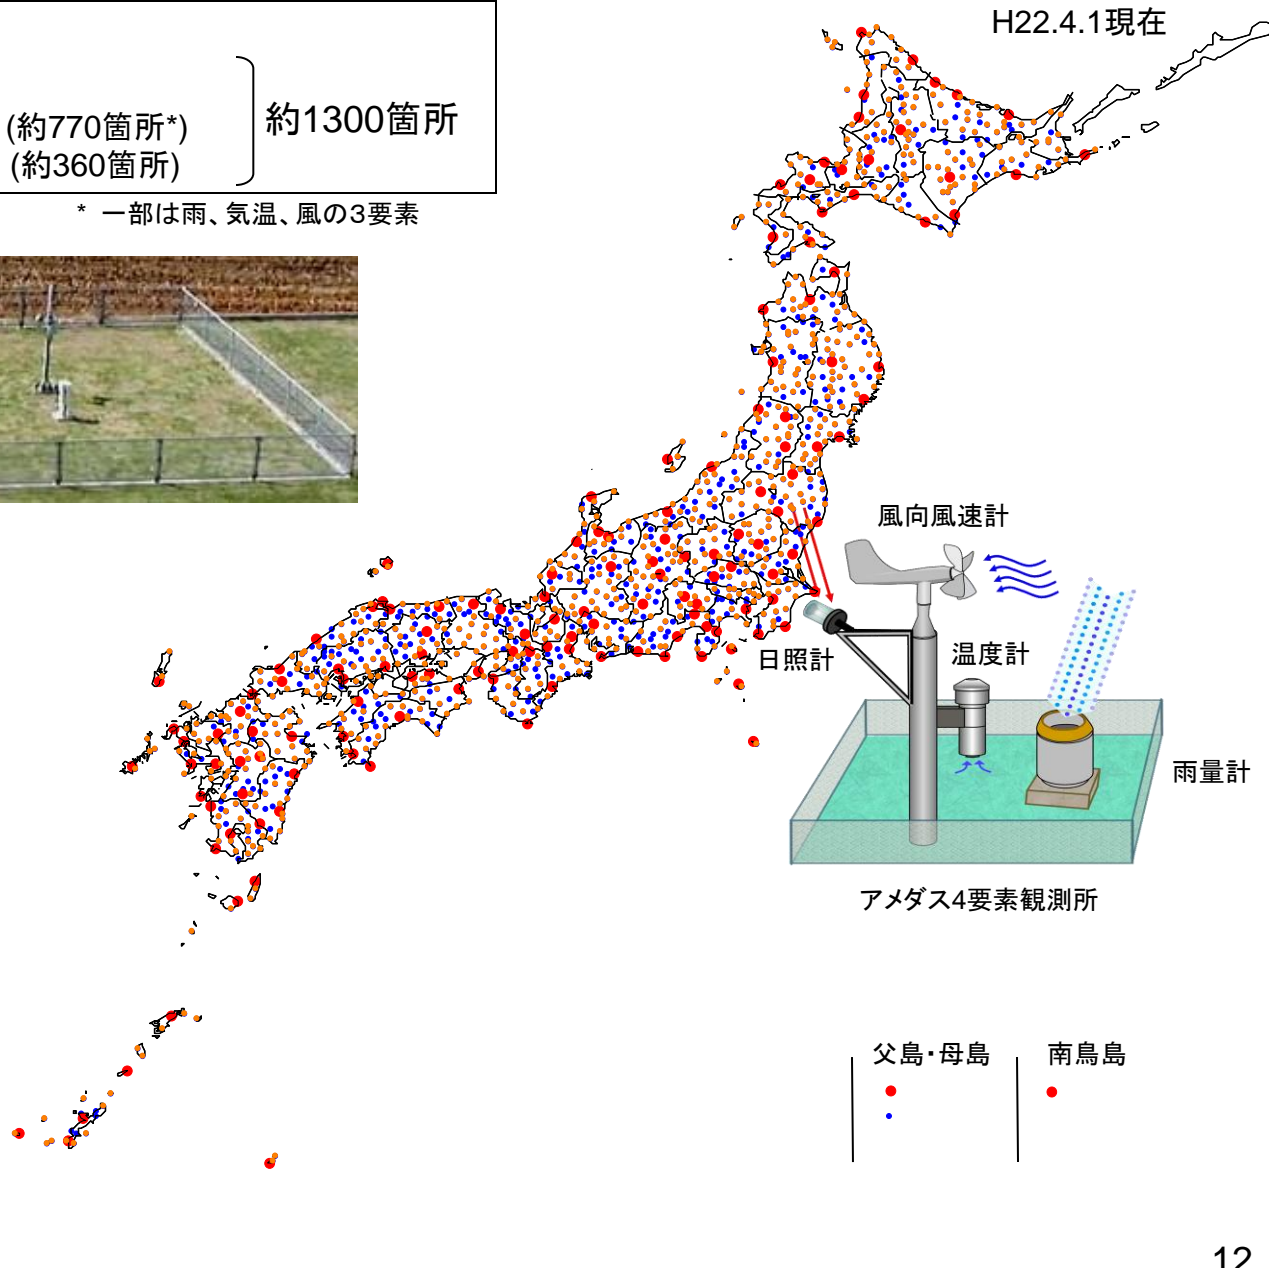 H22.4.1現在
(約770箇所*)
(約360箇所)
約1300箇所
* 一部は雨、気温、風の3要素
風向風速計
日照計
温度計
雨量計
アメダス4要素観測所
父島・母島
南鳥島
12